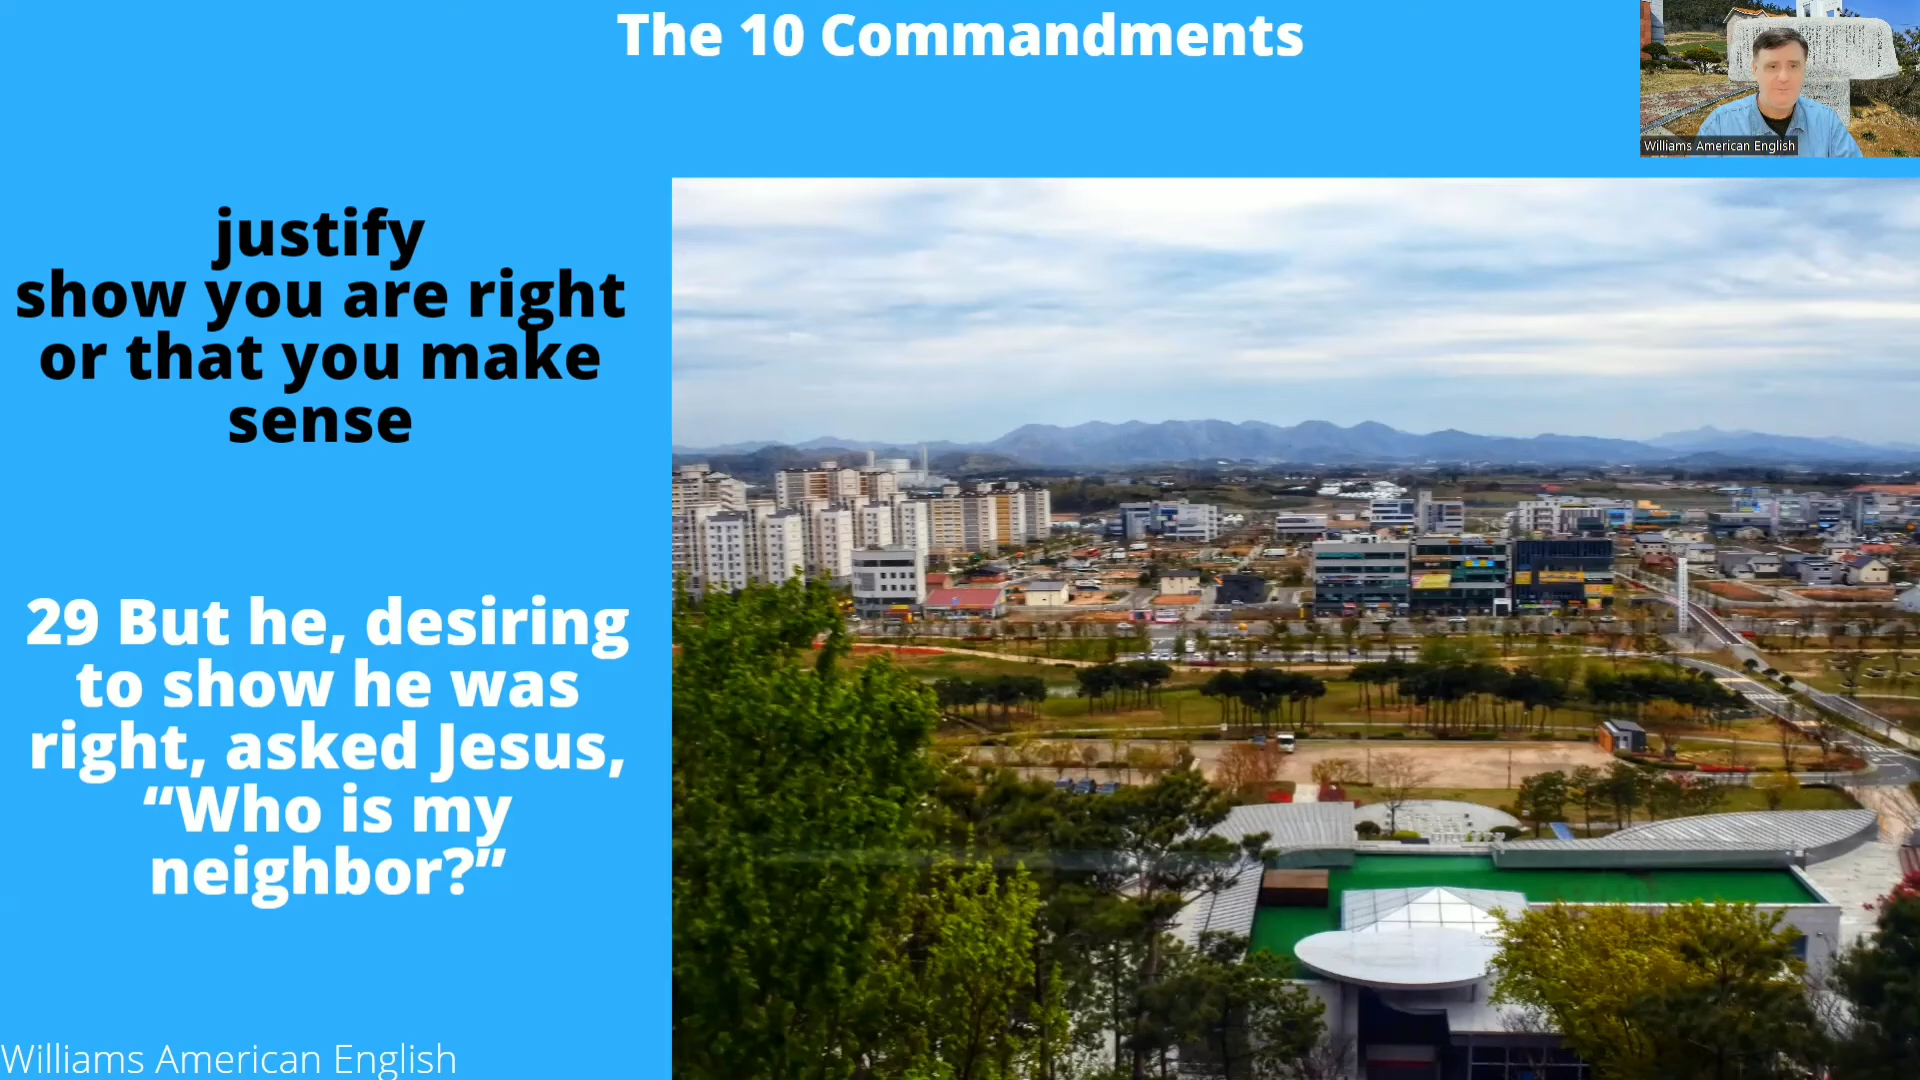 The 10 Commandments
Williams American English
justify
show you are right
or that you make
sense
29 But he, desiring
to show he was
right, asked Jesus,
“Who is my
neighbor?”
Williams American English